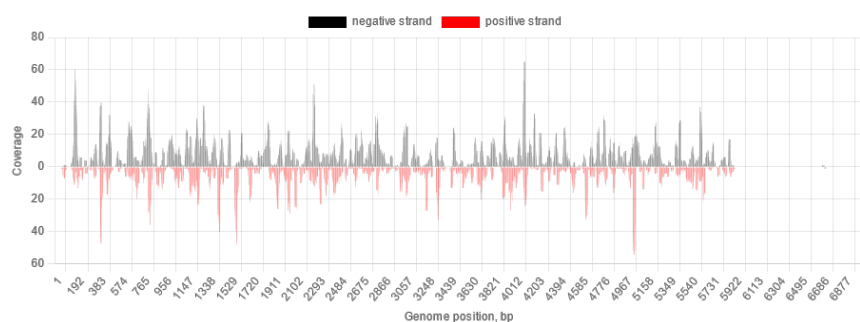 negative strand positive strand
80
60
40
20
0
20
40
60
Coverage
1 192 383 574 765 956 1147 1338 1529 1720 1911 2102 2293 2484 2675 2866 3057 3248 3439 3630 3821 4012 4203 4394 4585 4776 4967 5158 5349 5540 5731 5922 6113 6304 6495 6686 6877
Genome position, bp